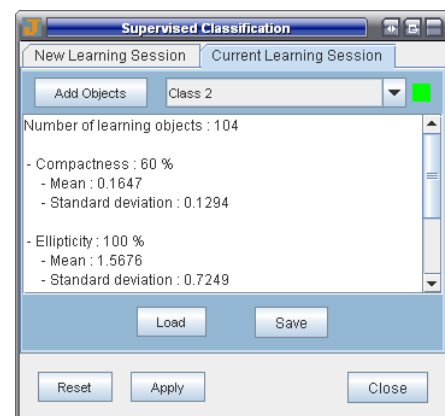 Supervised Classification
New Learning Session Current Learning Session
Add Objects Class 2
Number of learning objects : 104
- Compactness : 60 %
- Mean : 0.1647
- Standard deviation : 0.1294
- Ellipticity : 100 %
- Mean : 1.5676
- Standard deviation : 0.7249
Load Save
Reset Apply Close